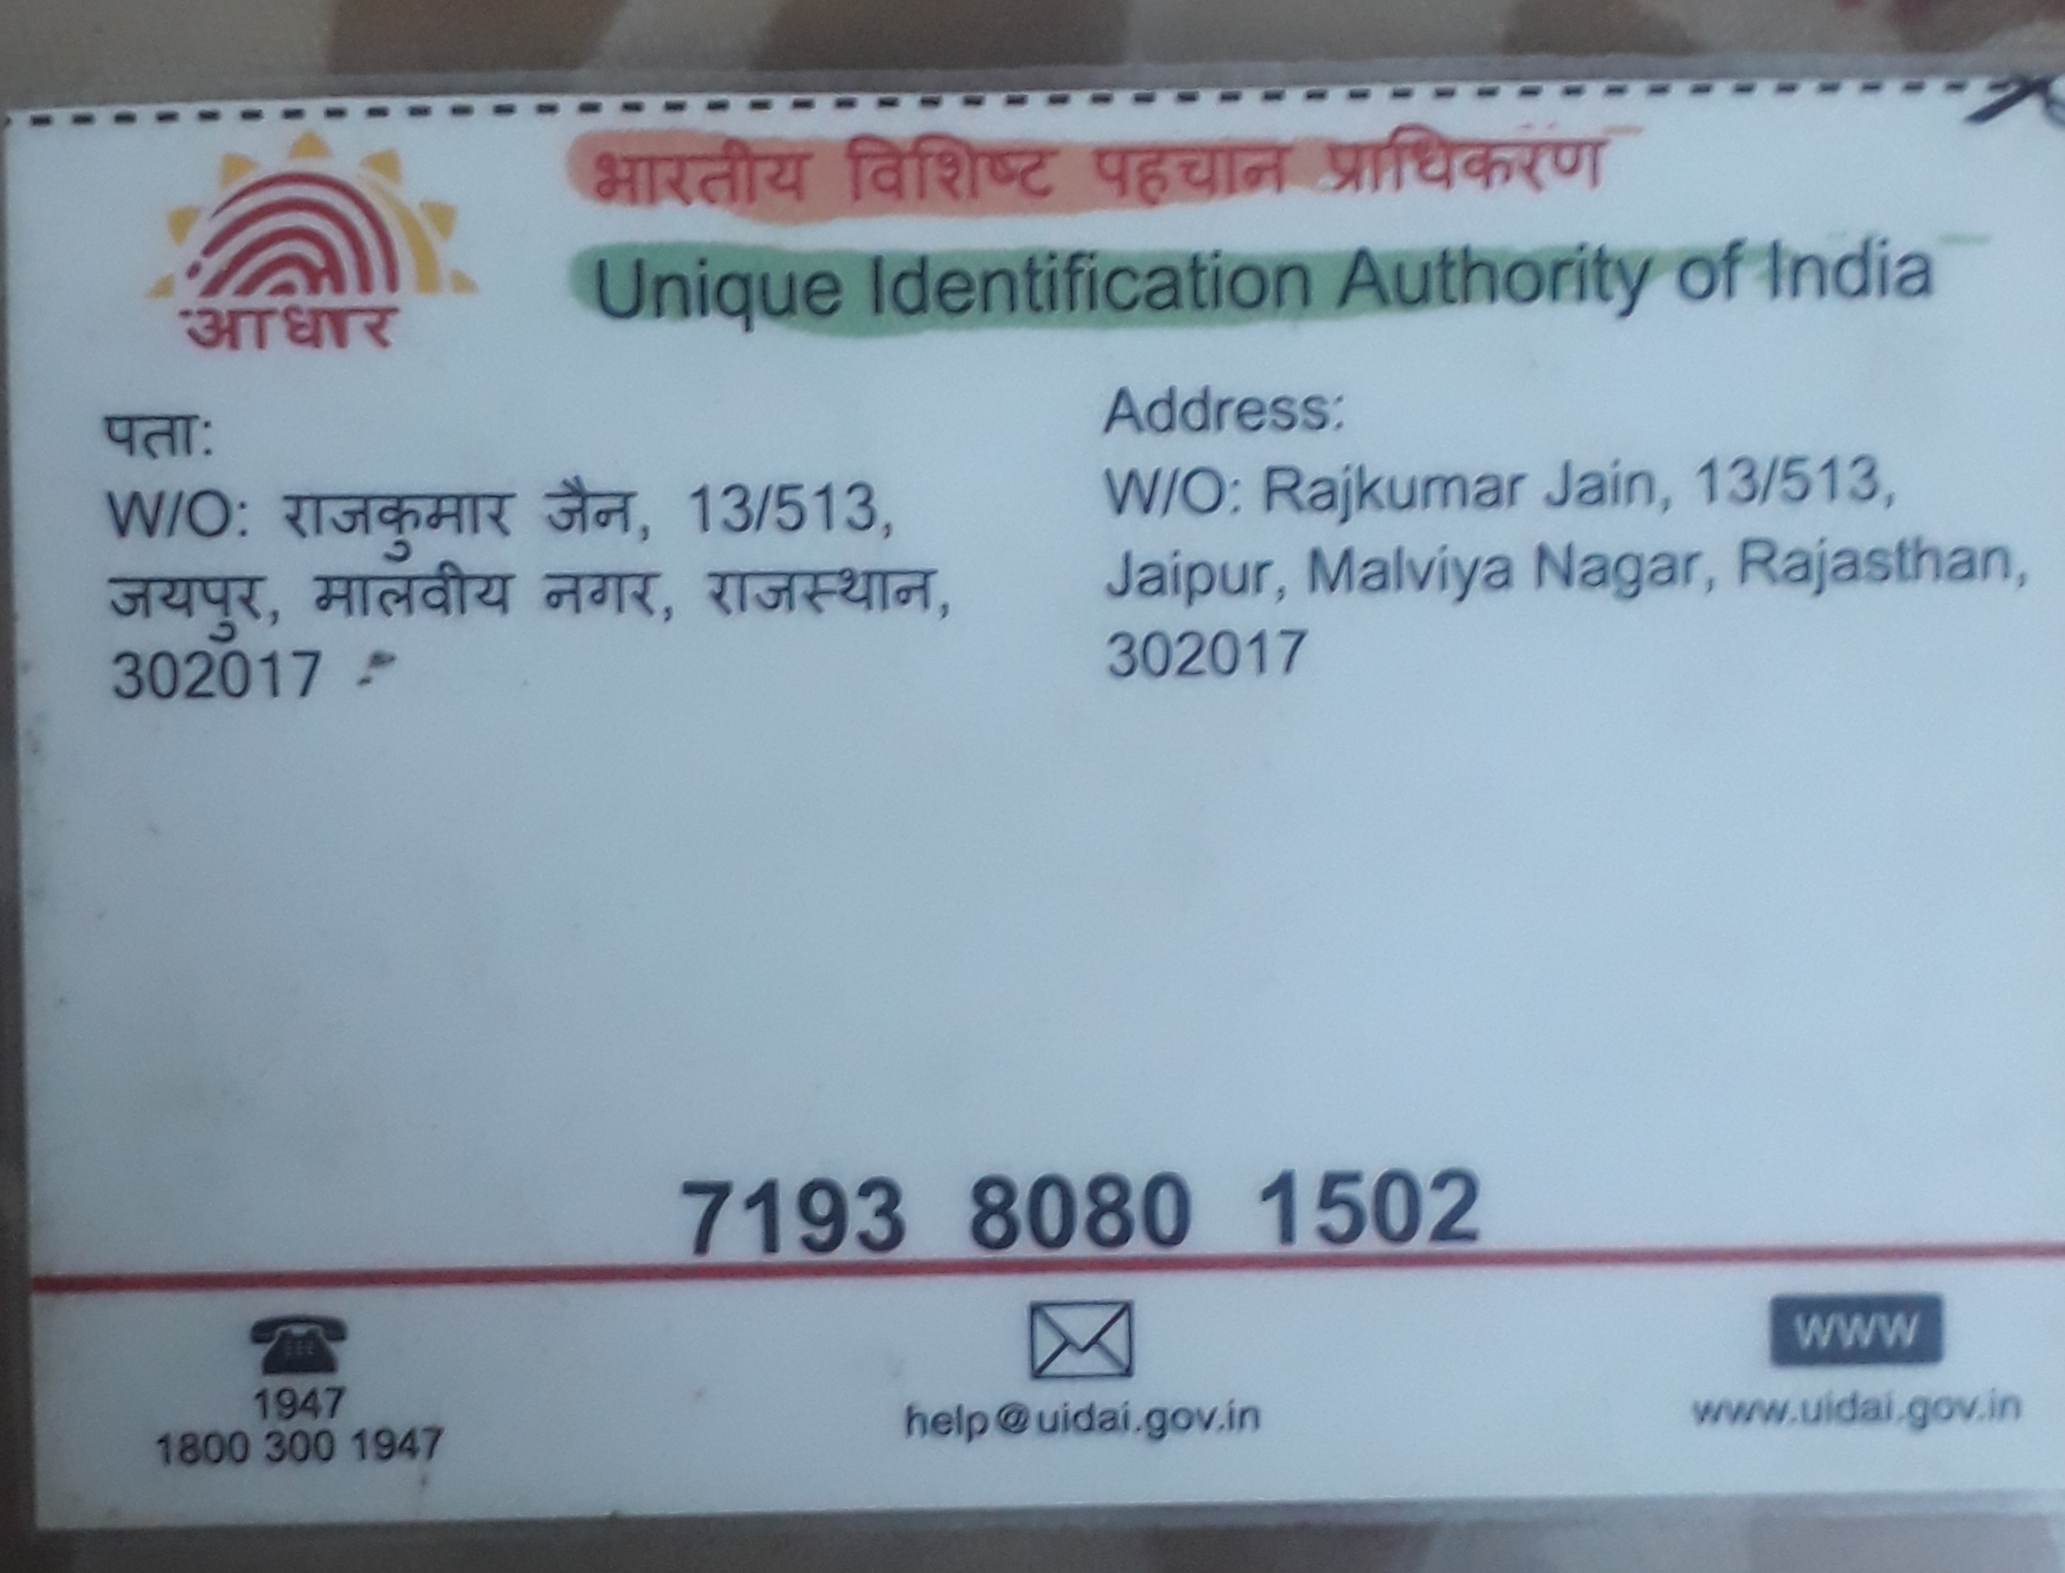 भारतीय विशिष्ट पहचान प्राधिकरण
Unique Identification Authority of India
आधार
पता:
W/O: राजकुमार जैन, 13/513,
जयपुर, मालवीय नगर, राजस्थान,
302017
Address:
W/O: Rajkumar Jain, 13/513,
Jaipur, Malviya Nagar, Rajasthan,
302017
7193 8080 1502
1947
1800 300 1947
help@uidai.gov.in
WWW
www.uidai.gov.in